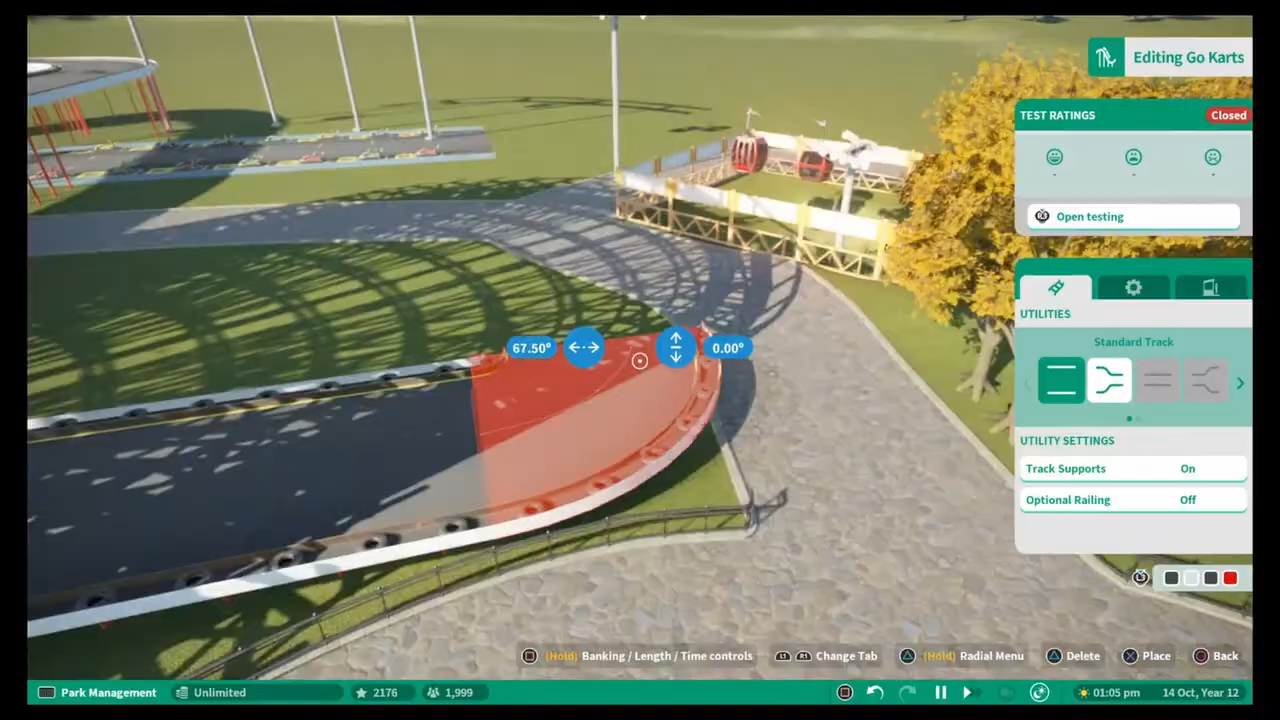 Editing Go Karts
TEST RATINGS
Closed
- - -
Open testing
UTILITIES
Standard Track
67.50°
0.00°
UTILITY SETTINGS
Track Supports On
Optional Railing Off
(Hold) Banking / Length / Time controls
L1 R1 Change Tab
(Hold) Radial Menu
Delete
Place
Back
Park Management
Unlimited
2176
1,999
01:05 pm
14 Oct, Year 12